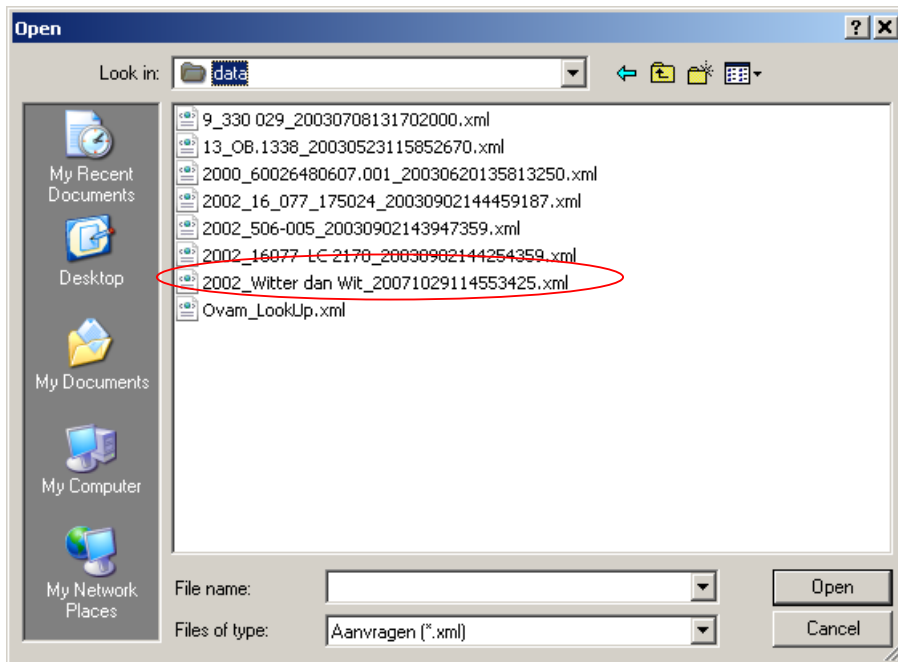 Open
Look in: data
My Recent Documents
Desktop
My Documents
My Computer
My Network Places
9_330 029_20030708131702000.xml
13_OB.1338_20030523115852670.xml
2000_60026480607.001_20030620135813250.xml
2002_16_077_175024_20030902144459187.xml
2002_506-005_20030902143947359.xml
2002_16077-LC 2170_20030902144254359.xml
2002_Witter dan Wit_20071029114553425.xml
Ovam_LookUp.xml
File name:
Open
Files of type: Aanvragen (*.xml)
Cancel